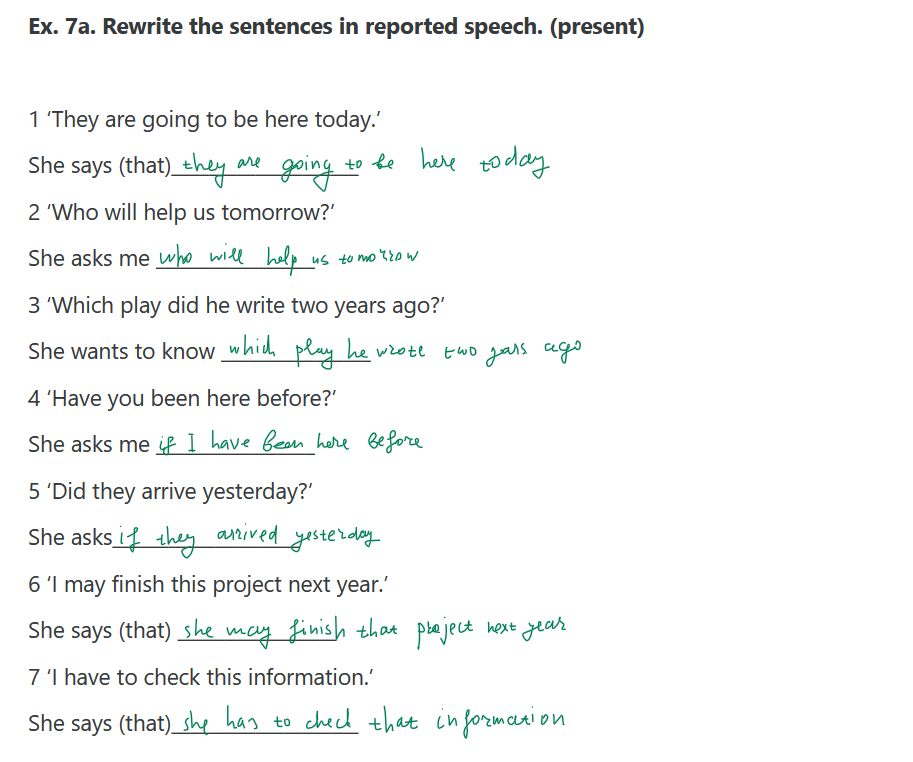 Ex. 7a. Rewrite the sentences in reported speech. (present)
1 ‘They are going to be here today.’
She says (that) they are going to be here today
2 ‘Who will help us tomorrow?’
She asks me who will help us tomorrow
3 ‘Which play did he write two years ago?’
She wants to know which play he wrote two years ago
4 ‘Have you been here before?’
She asks me if I have been here before
5 ‘Did they arrive yesterday?’
She asks if they arrived yesterday
6 ‘I may finish this project next year.’
She says (that) she may finish that project next year
7 ‘I have to check this information.’
She says (that) she has to check that information